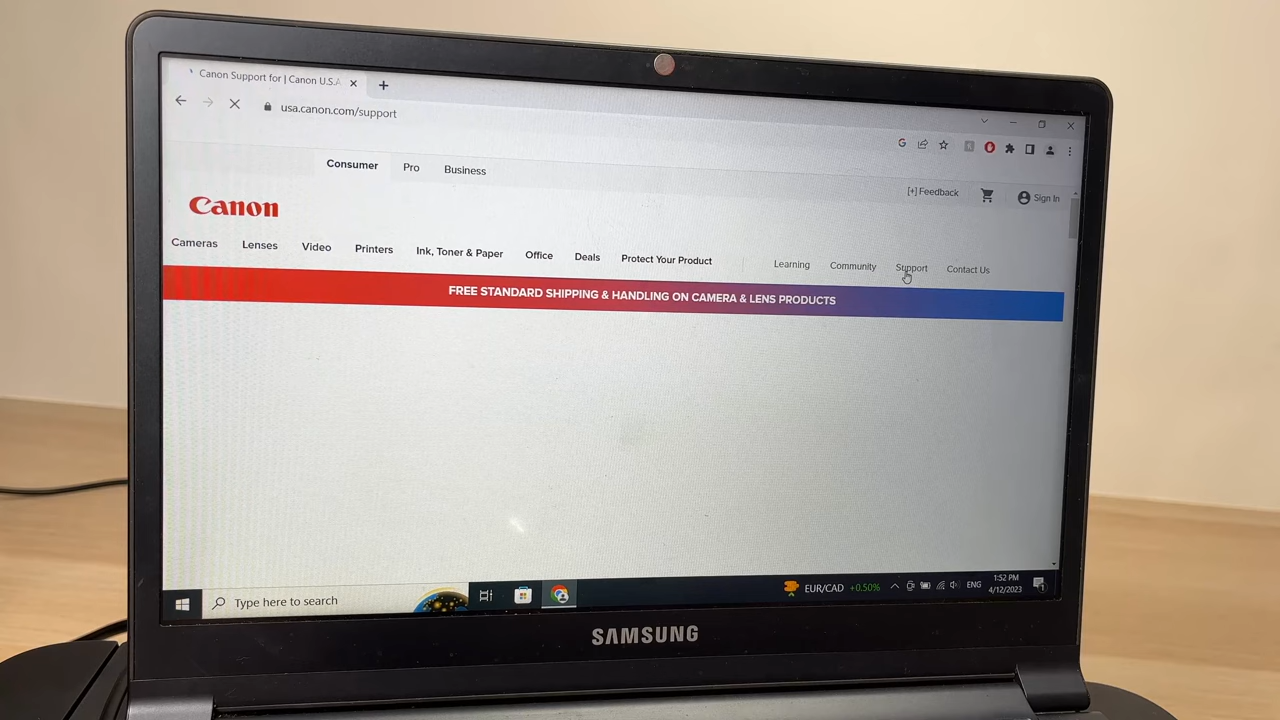 Canon Support for | Canon U.S.A
usa.canon.com/support
Consumer Pro Business
[+] Feedback Sign In
Canon
Cameras Lenses Video Printers Ink, Toner & Paper Office Deals Protect Your Product Learning Community Support Contact Us
FREE STANDARD SHIPPING & HANDLING ON CAMERA & LENS PRODUCTS
Type here to search
EUR/CAD +0.50% ENG 1:52 PM
4/12/2023
SAMSUNG